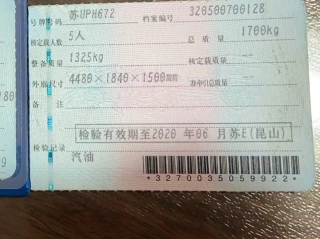 号牌号码 苏UPH672 档案编号 320500700128
核定载人数 5人 总质量 1700kg
整备质量 1325kg 核定载质量
外廓尺寸 4480×1840×1500mm 准牵引总质量
备注
检验有效期至2020年06月苏E(昆山)
检验记录 汽油
*3270035059922*